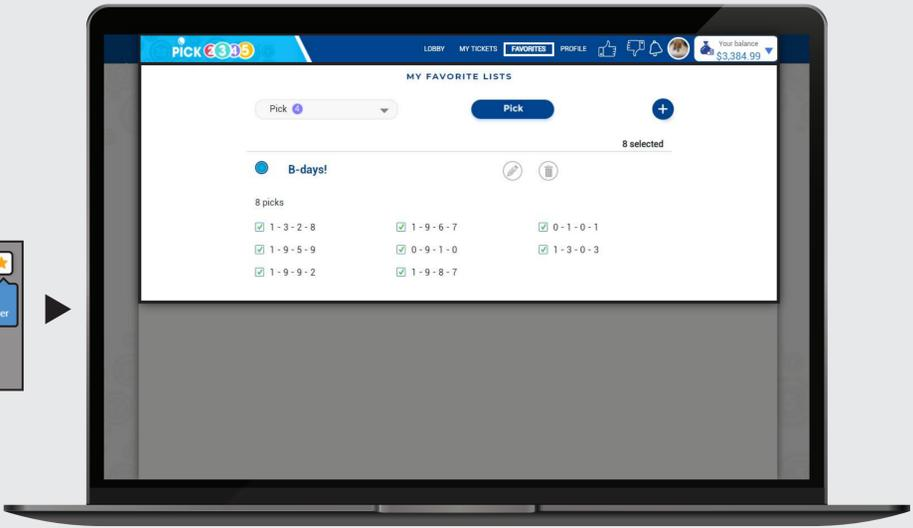 PICK 2345
LOBBY MY TICKETS FAVORITES PROFILE
Your balance
$3,384.99
MY FAVORITE LISTS
Pick 4
Pick
+
8 selected
B-days!
8 picks
1 - 3 - 2 - 8
1 - 9 - 6 - 7
0 - 1 - 0 - 1
1 - 9 - 5 - 9
0 - 9 - 1 - 0
1 - 3 - 0 - 3
1 - 9 - 9 - 2
1 - 9 - 8 - 7